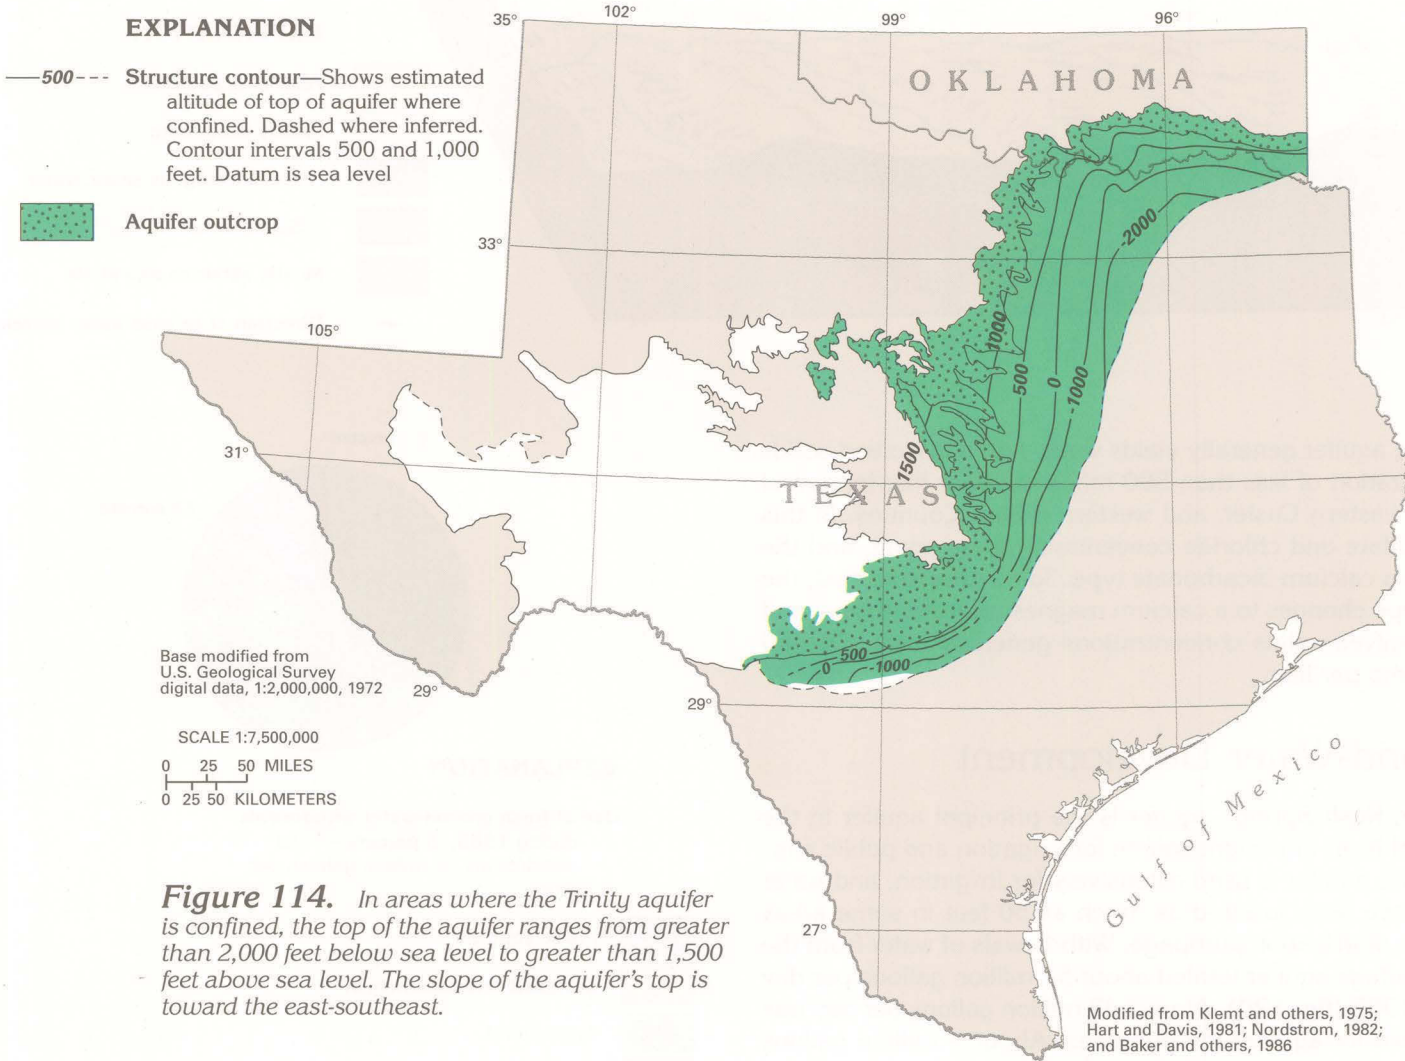 EXPLANATION
500 Structure contour—Shows estimated
altitude of top of aquifer where
confined. Dashed where inferred.
Contour intervals 500 and 1,000
feet. Datum is sea level
Aquifer outcrop
35° 102° 99° 96°
OKLAHOMA
33°
-2000
105°
1000
500
0
-1000
31°
1500
TEXAS
Base modified from
U.S. Geological Survey
digital data, 1:2,000,000, 1972
29°
0 500 -1000
29°
SCALE 1:7,500,000
0 25 50 MILES
0 25 50 KILOMETERS
Gulf of Mexico
27°
Figure 114. In areas where the Trinity aquifer
is confined, the top of the aquifer ranges from greater
than 2,000 feet below sea level to greater than 1,500
feet above sea level. The slope of the aquifer's top is
toward the east-southeast.
Modified from Klemt and others, 1975;
Hart and Davis, 1981; Nordstrom, 1982;
and Baker and others, 1986